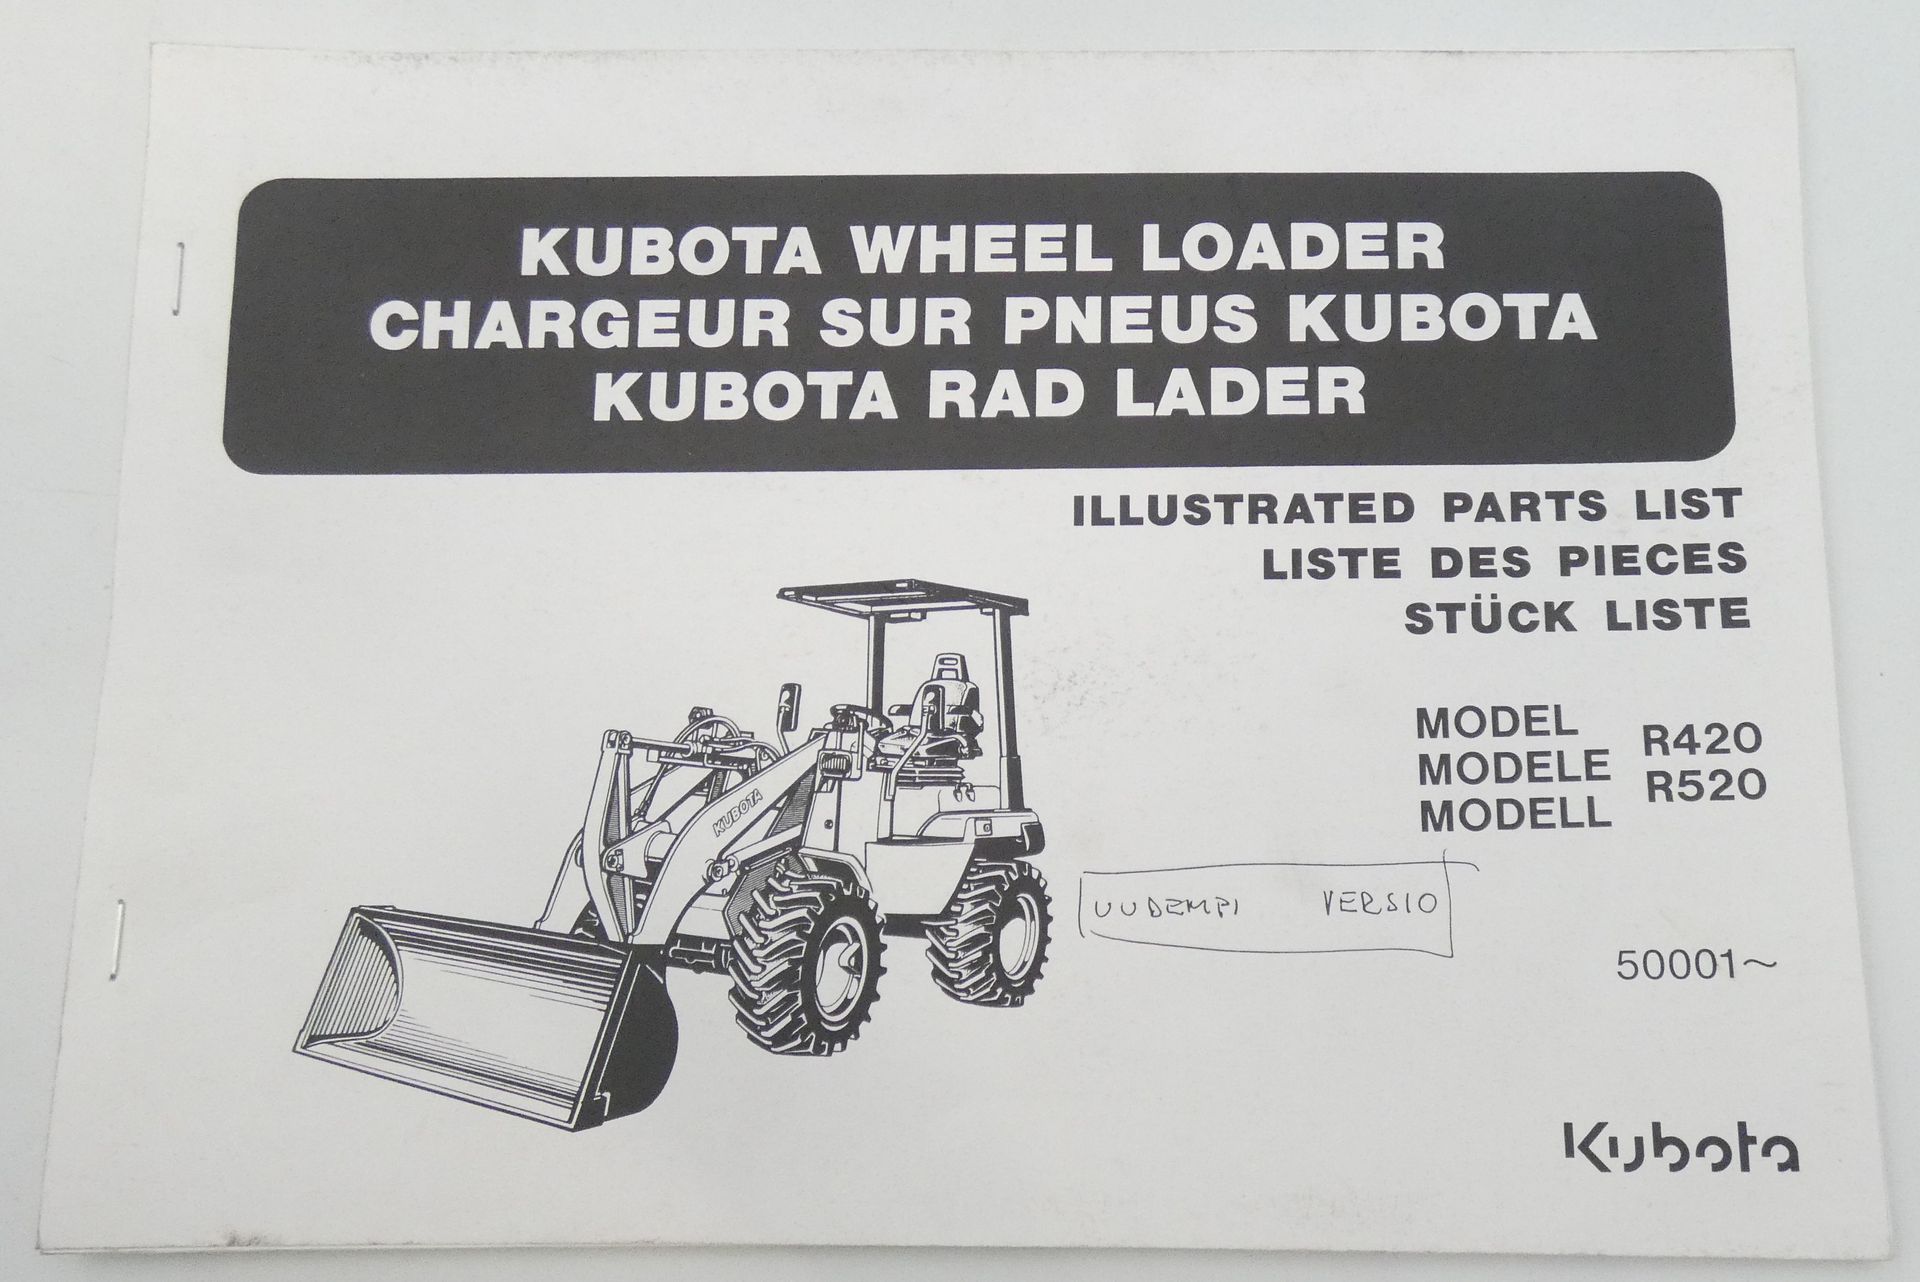 KUBOTA WHEEL LOADER
CHARGEUR SUR PNEUS KUBOTA
KUBOTA RAD LADER
ILLUSTRATED PARTS LIST
LISTE DES PIECES
STÜCK LISTE
MODEL
MODELE
MODELL
R420
R520
KUBOTA
UUDEMPI VERSIO
50001~
Kubota